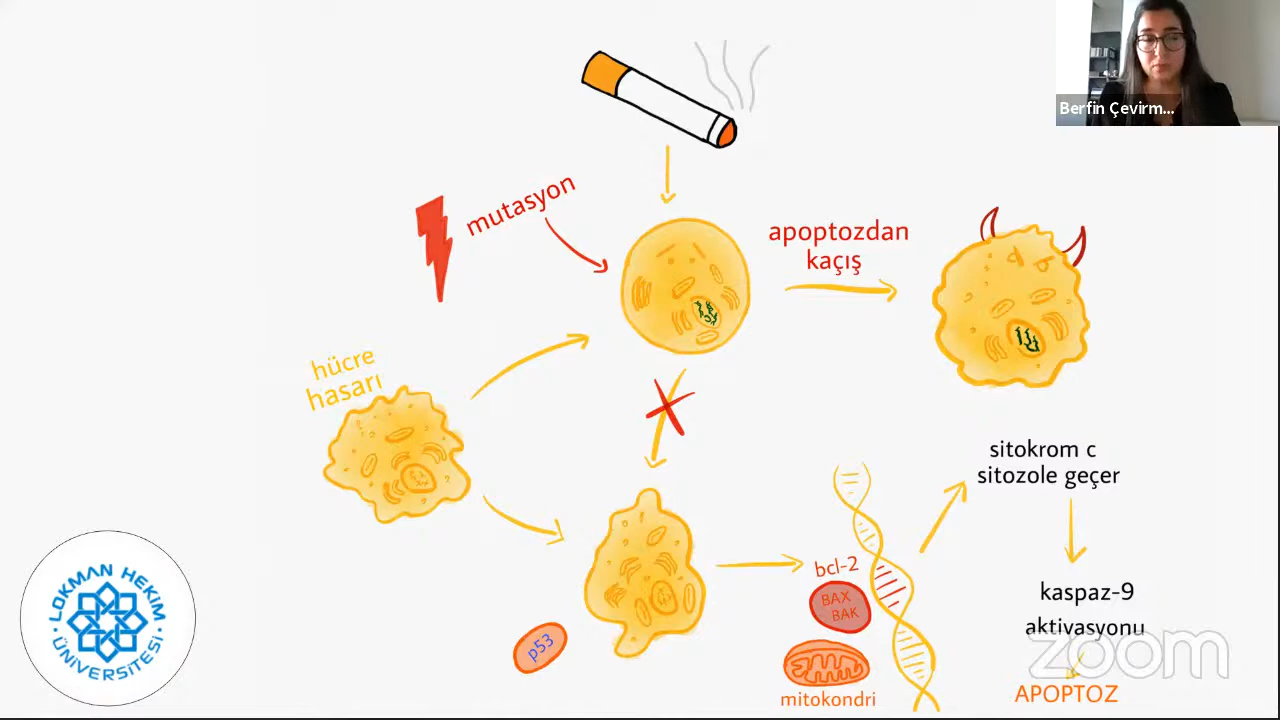 Berfin Çevirm...
mutasyon
apoptozdan
kaçış
hücre
hasarı
sitokrom c
sitozole geçer
bcl-2
BAX
BAK
p53
mitokondri
kaspaz-9
aktivasyonu
zoom
APOPTOZ
LOKMAN HEKİM
ÜNİVERSİTESİ